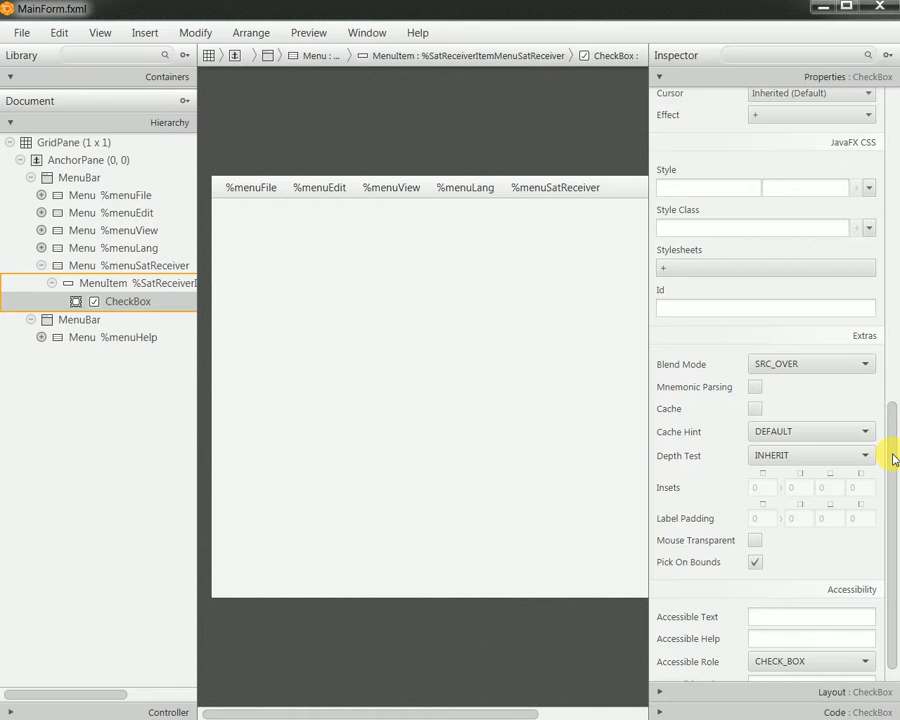 MainForm.fxml
File Edit View Insert Modify Arrange Preview Window Help
Library
Containers
Document
Hierarchy
GridPane (1 x 1)
AnchorPane (0, 0)
MenuBar
Menu %menuFile
Menu %menuEdit
Menu %menuView
Menu %menuLang
Menu %menuSatReceiver
MenuItem %SatReceiverI
CheckBox
MenuBar
Menu %menuHelp
Controller
Menu : ... MenuItem : %SatReceiverItemMenuSatReceiver CheckBox :
%menuFile %menuEdit %menuView %menuLang %menuSatReceiver
Inspector
Properties : CheckBox
Cursor Inherited (Default)
Effect +
JavaFX CSS
Style
+
Style Class
+
Stylesheets
+
Id
Extras
Blend Mode SRC_OVER
Mnemonic Parsing
Cache
Cache Hint DEFAULT
Depth Test INHERIT
Insets 0 0 0 0
Label Padding 0 0 0 0
Mouse Transparent
Pick On Bounds
Accessibility
Accessible Text
Accessible Help
Accessible Role CHECK_BOX
Layout : CheckBox
Code : CheckBox